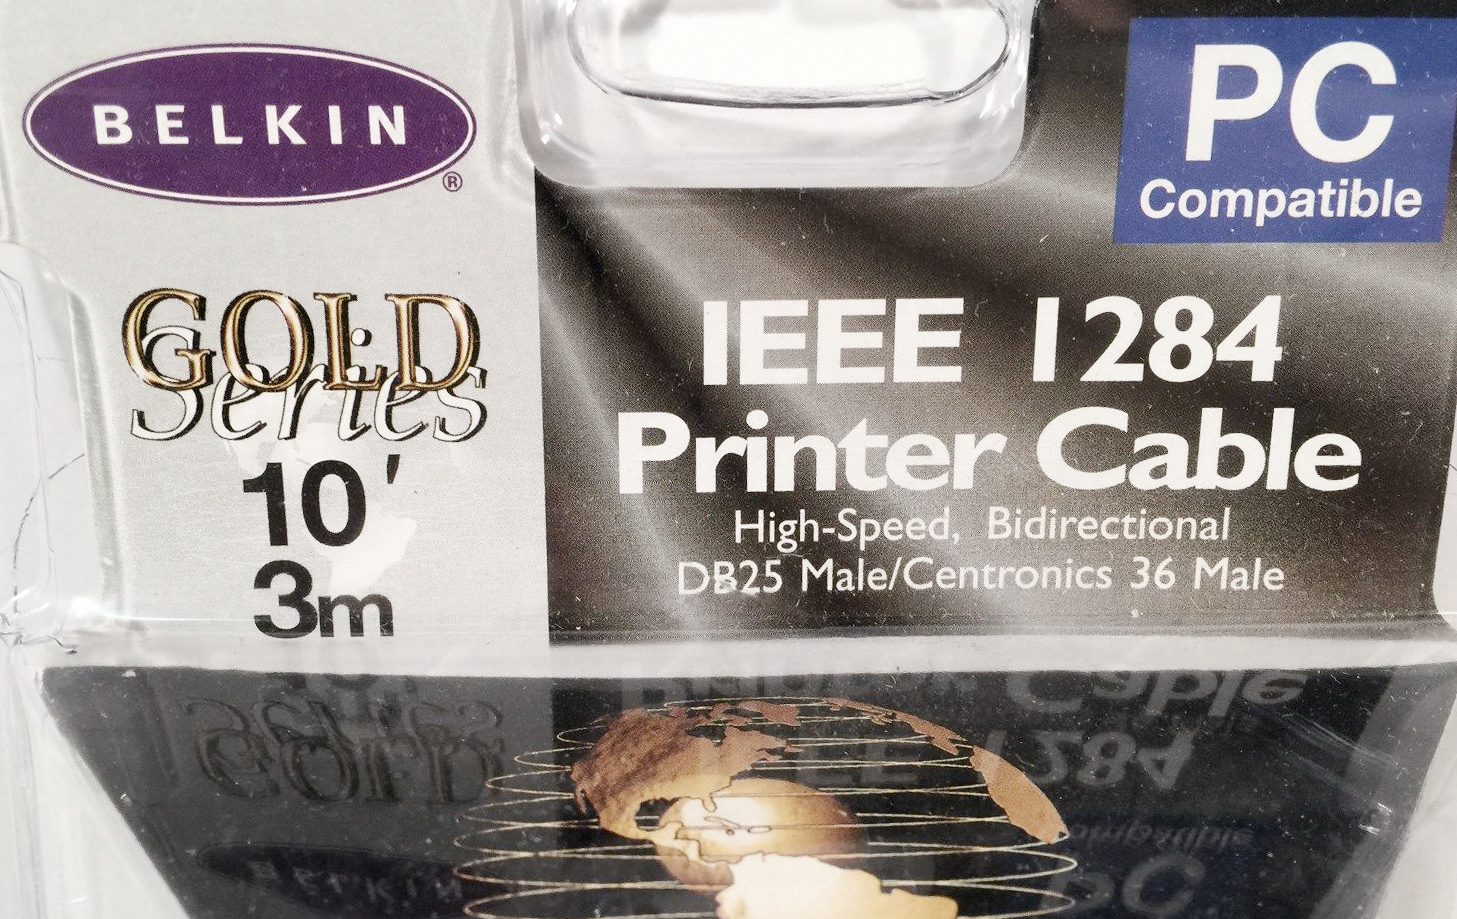 BELKIN
®
GOLD
Series
10'
3m
PC
Compatible
IEEE 1284
Printer Cable
High-Speed, Bidirectional
DB25 Male/Centronics 36 Male